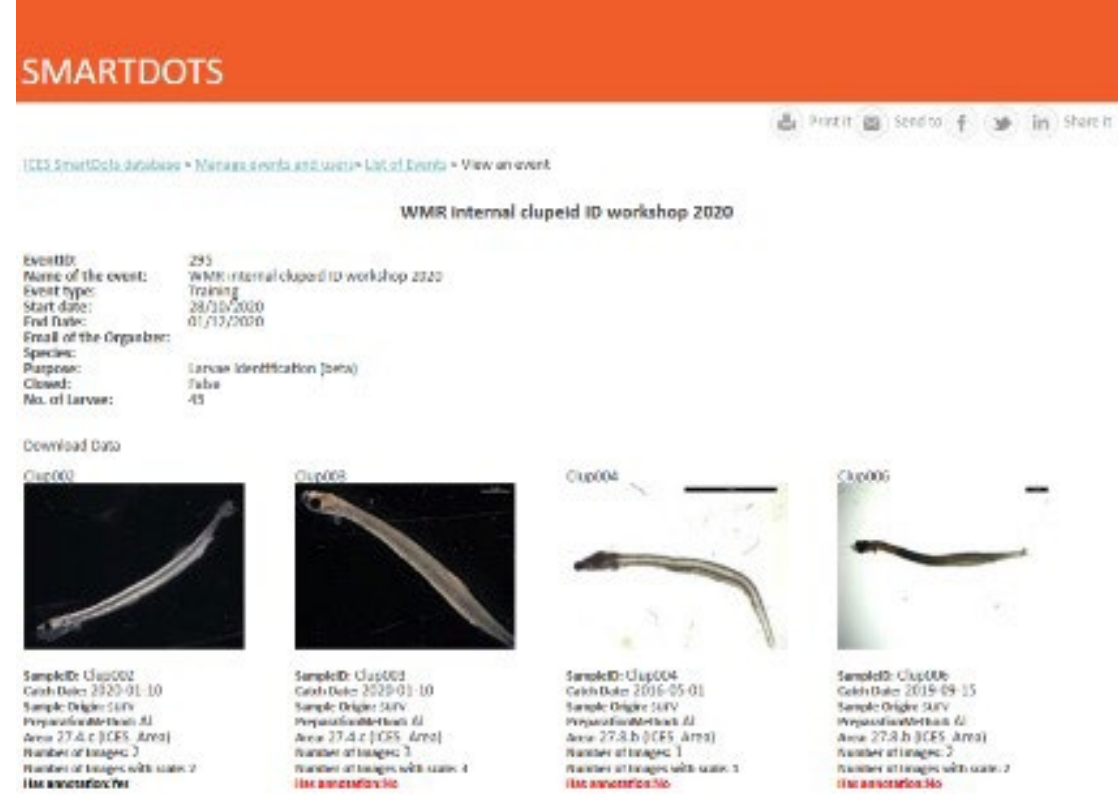 SMARTDOTS
Print it Send to Share it
ICES SmartDots database » Manage events and users» List of Events » View an event
WMR Internal clupeid ID workshop 2020
EventID: 295
Name of the event: WMR internal clupeid ID workshop 2020
Event type: Training
Start date: 28/10/2020
End Date: 01/12/2020
Email of the Organizer:
Species:
Purpose: Larvae Identification (beta)
Closed: False
No. of Larvae: 45
Download Data
Clup002 Clup003 Clup004 Clup006
SampleID: Clup002 SampleID: Clup003 SampleID: Clup004 SampleID: Clup006
Catch Date: 2020-01-10 Catch Date: 2020-01-10 Catch Date: 2016-05-01 Catch Date: 2019-09-15
Sample Origin: surv Sample Origin: surv Sample Origin: surv Sample Origin: surv
PreparationMethod: Al PreparationMethod: Al PreparationMethod: Al PreparationMethod: Al
Area: 27.4.c (ICES_Area) Area: 27.4.c (ICES_Area) Area: 27.8.b (ICES_Area) Area: 27.8.b (ICES_Area)
Number of Images: 2 Number of Images: 3 Number of Images: 1 Number of Images: 2
Number of Images with scale: 2 Number of Images with scale: Number of Images with scale: 1 Number of Images with scale: 2
Has annotation:Yes Has annotation:No Has annotation:No Has annotation:No